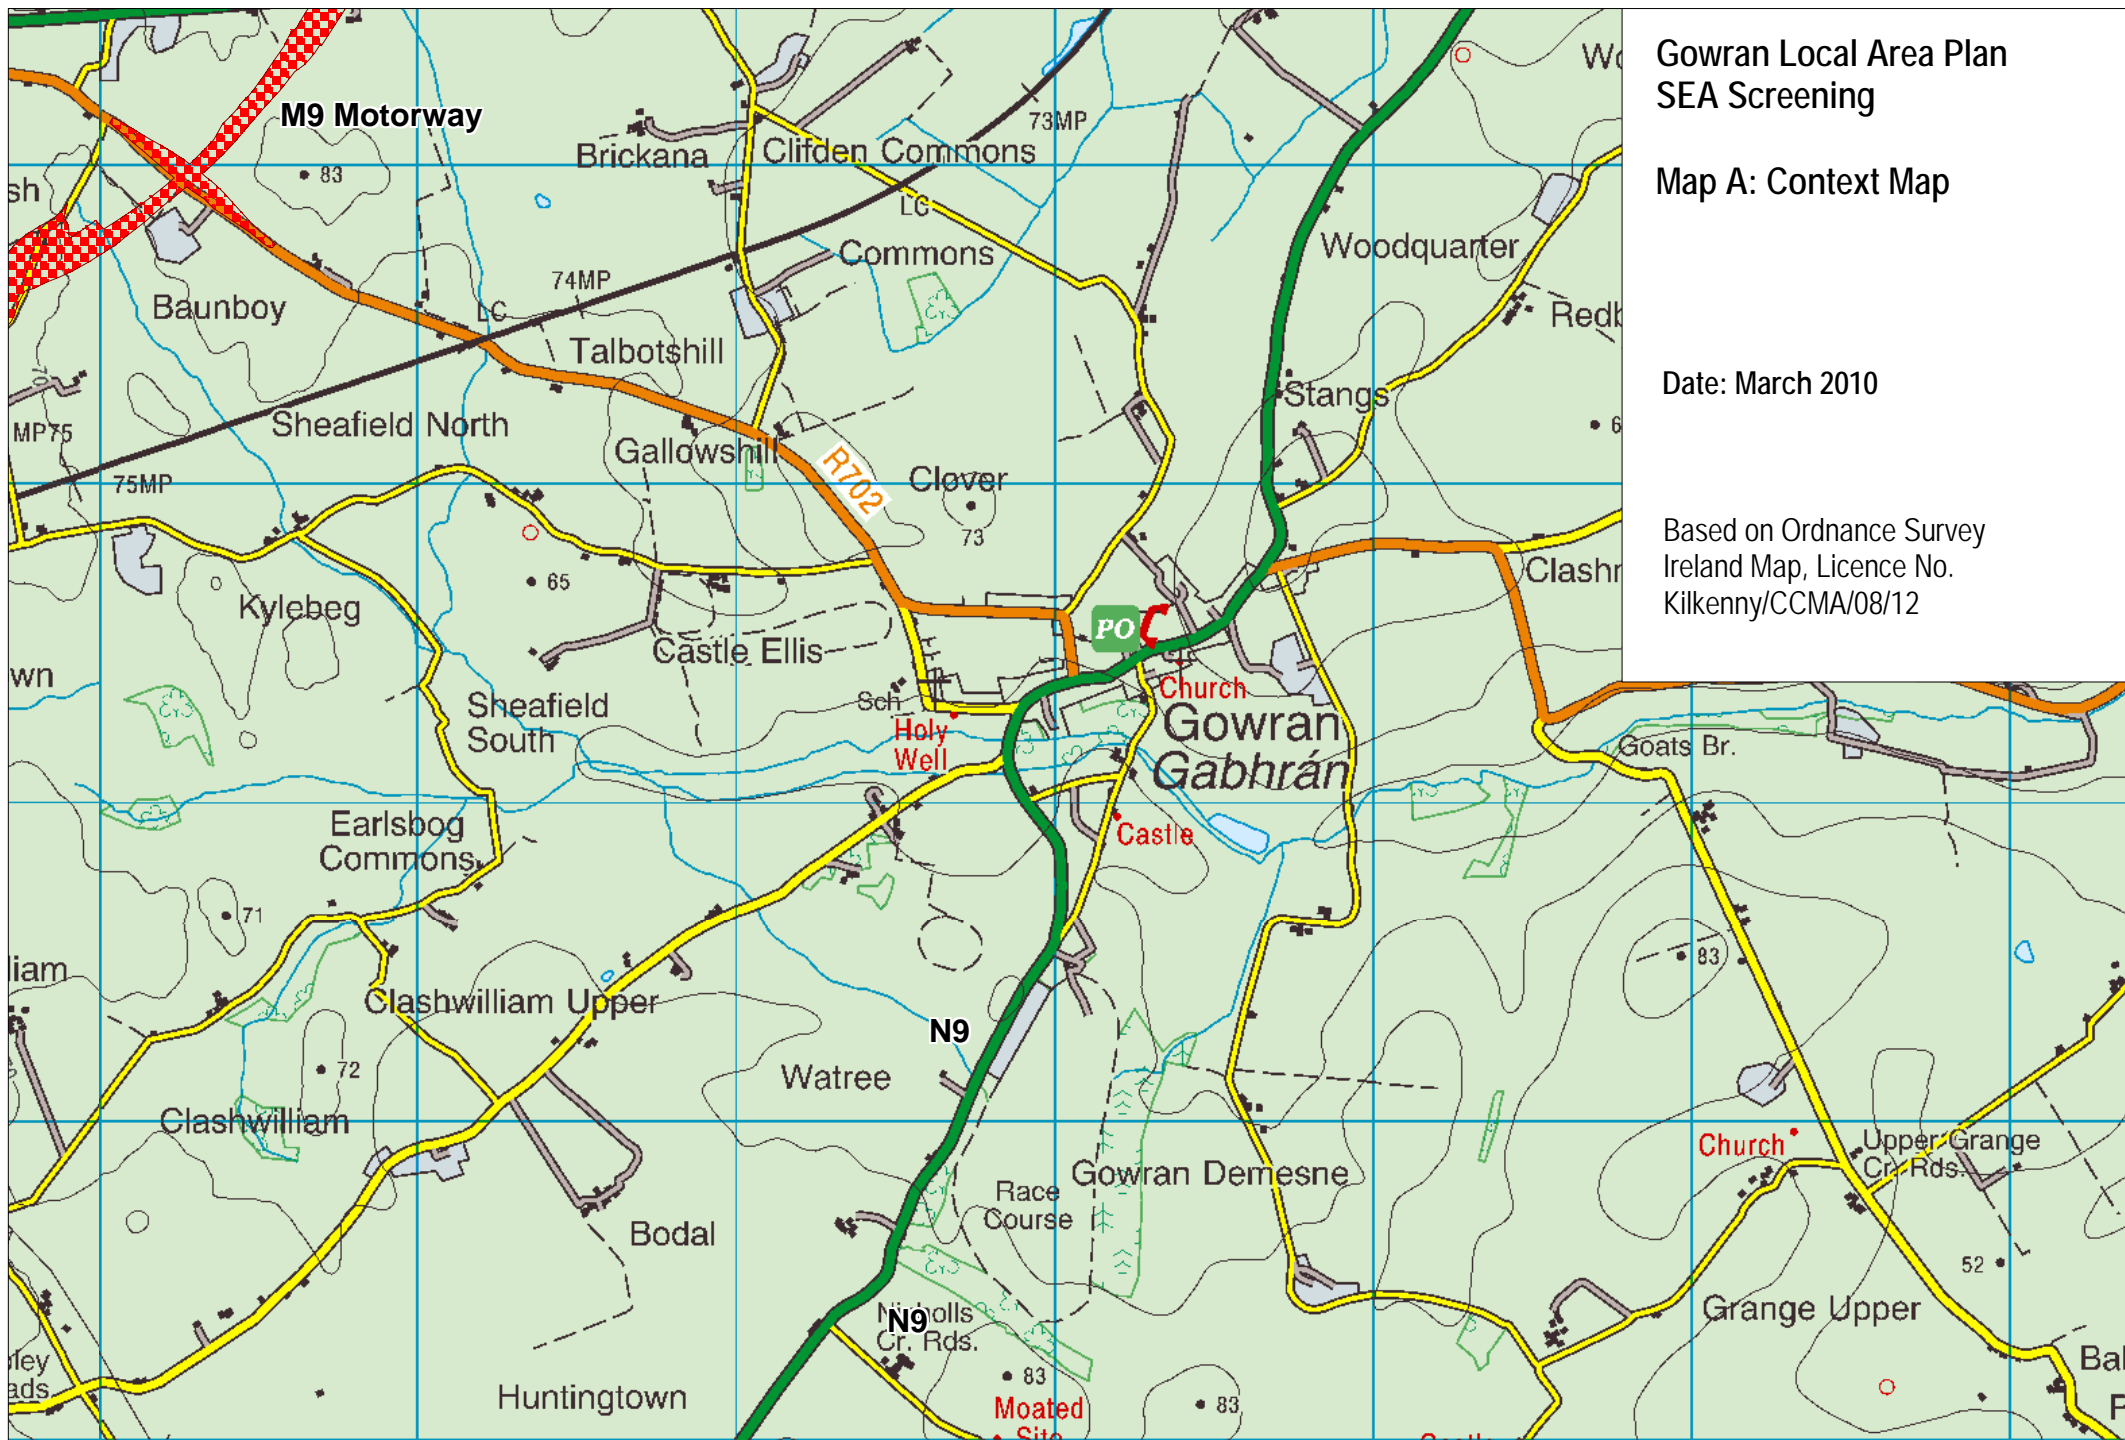 Gowran Local Area Plan
SEA Screening
Map A: Context Map
Date: March 2010
Based on Ordnance Survey
Ireland Map, Licence No.
Kilkenny/CCMA/08/12
M9 Motorway
83
Brickana
Clifden Commons
73MP
LC
Commons
Woodquarter
Baunboy
74MP
LC
Talbotshill
70
Sheafield North
MP75
75MP
Gallowshill
R702
Clover
73
Stangs
65
Kylebeg
Castle Ellis
PO
Sheafield
South
Sch
Holy
Well
Church
Gowran
Gabhrán
Goats Br.
Castle
Earlsbog
Commons
71
83
Clashwilliam Upper
N9
72
Watree
Clashwilliam
Church
Upper Grange
Cr. Rds.
Gowran Demesne
Race
Course
Bodal
52
Grange Upper
N9
Cr. Rds.
Huntingtown
83
83
Moated
Site